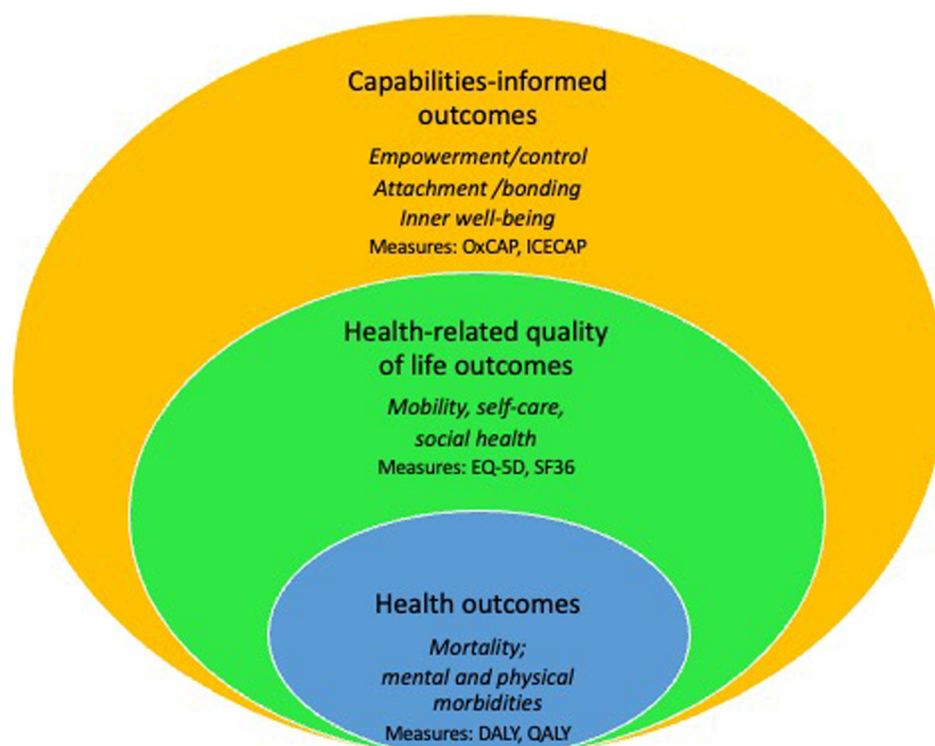 Capabilities-informed
outcomes
Empowerment/control
Attachment /bonding
Inner well-being
Measures: OxCAP, ICECAP
Health-related quality
of life outcomes
Mobility, self-care,
social health
Measures: EQ-5D, SF36
Health outcomes
Mortality;
mental and physical
morbidities
Measures: DALY, QALY